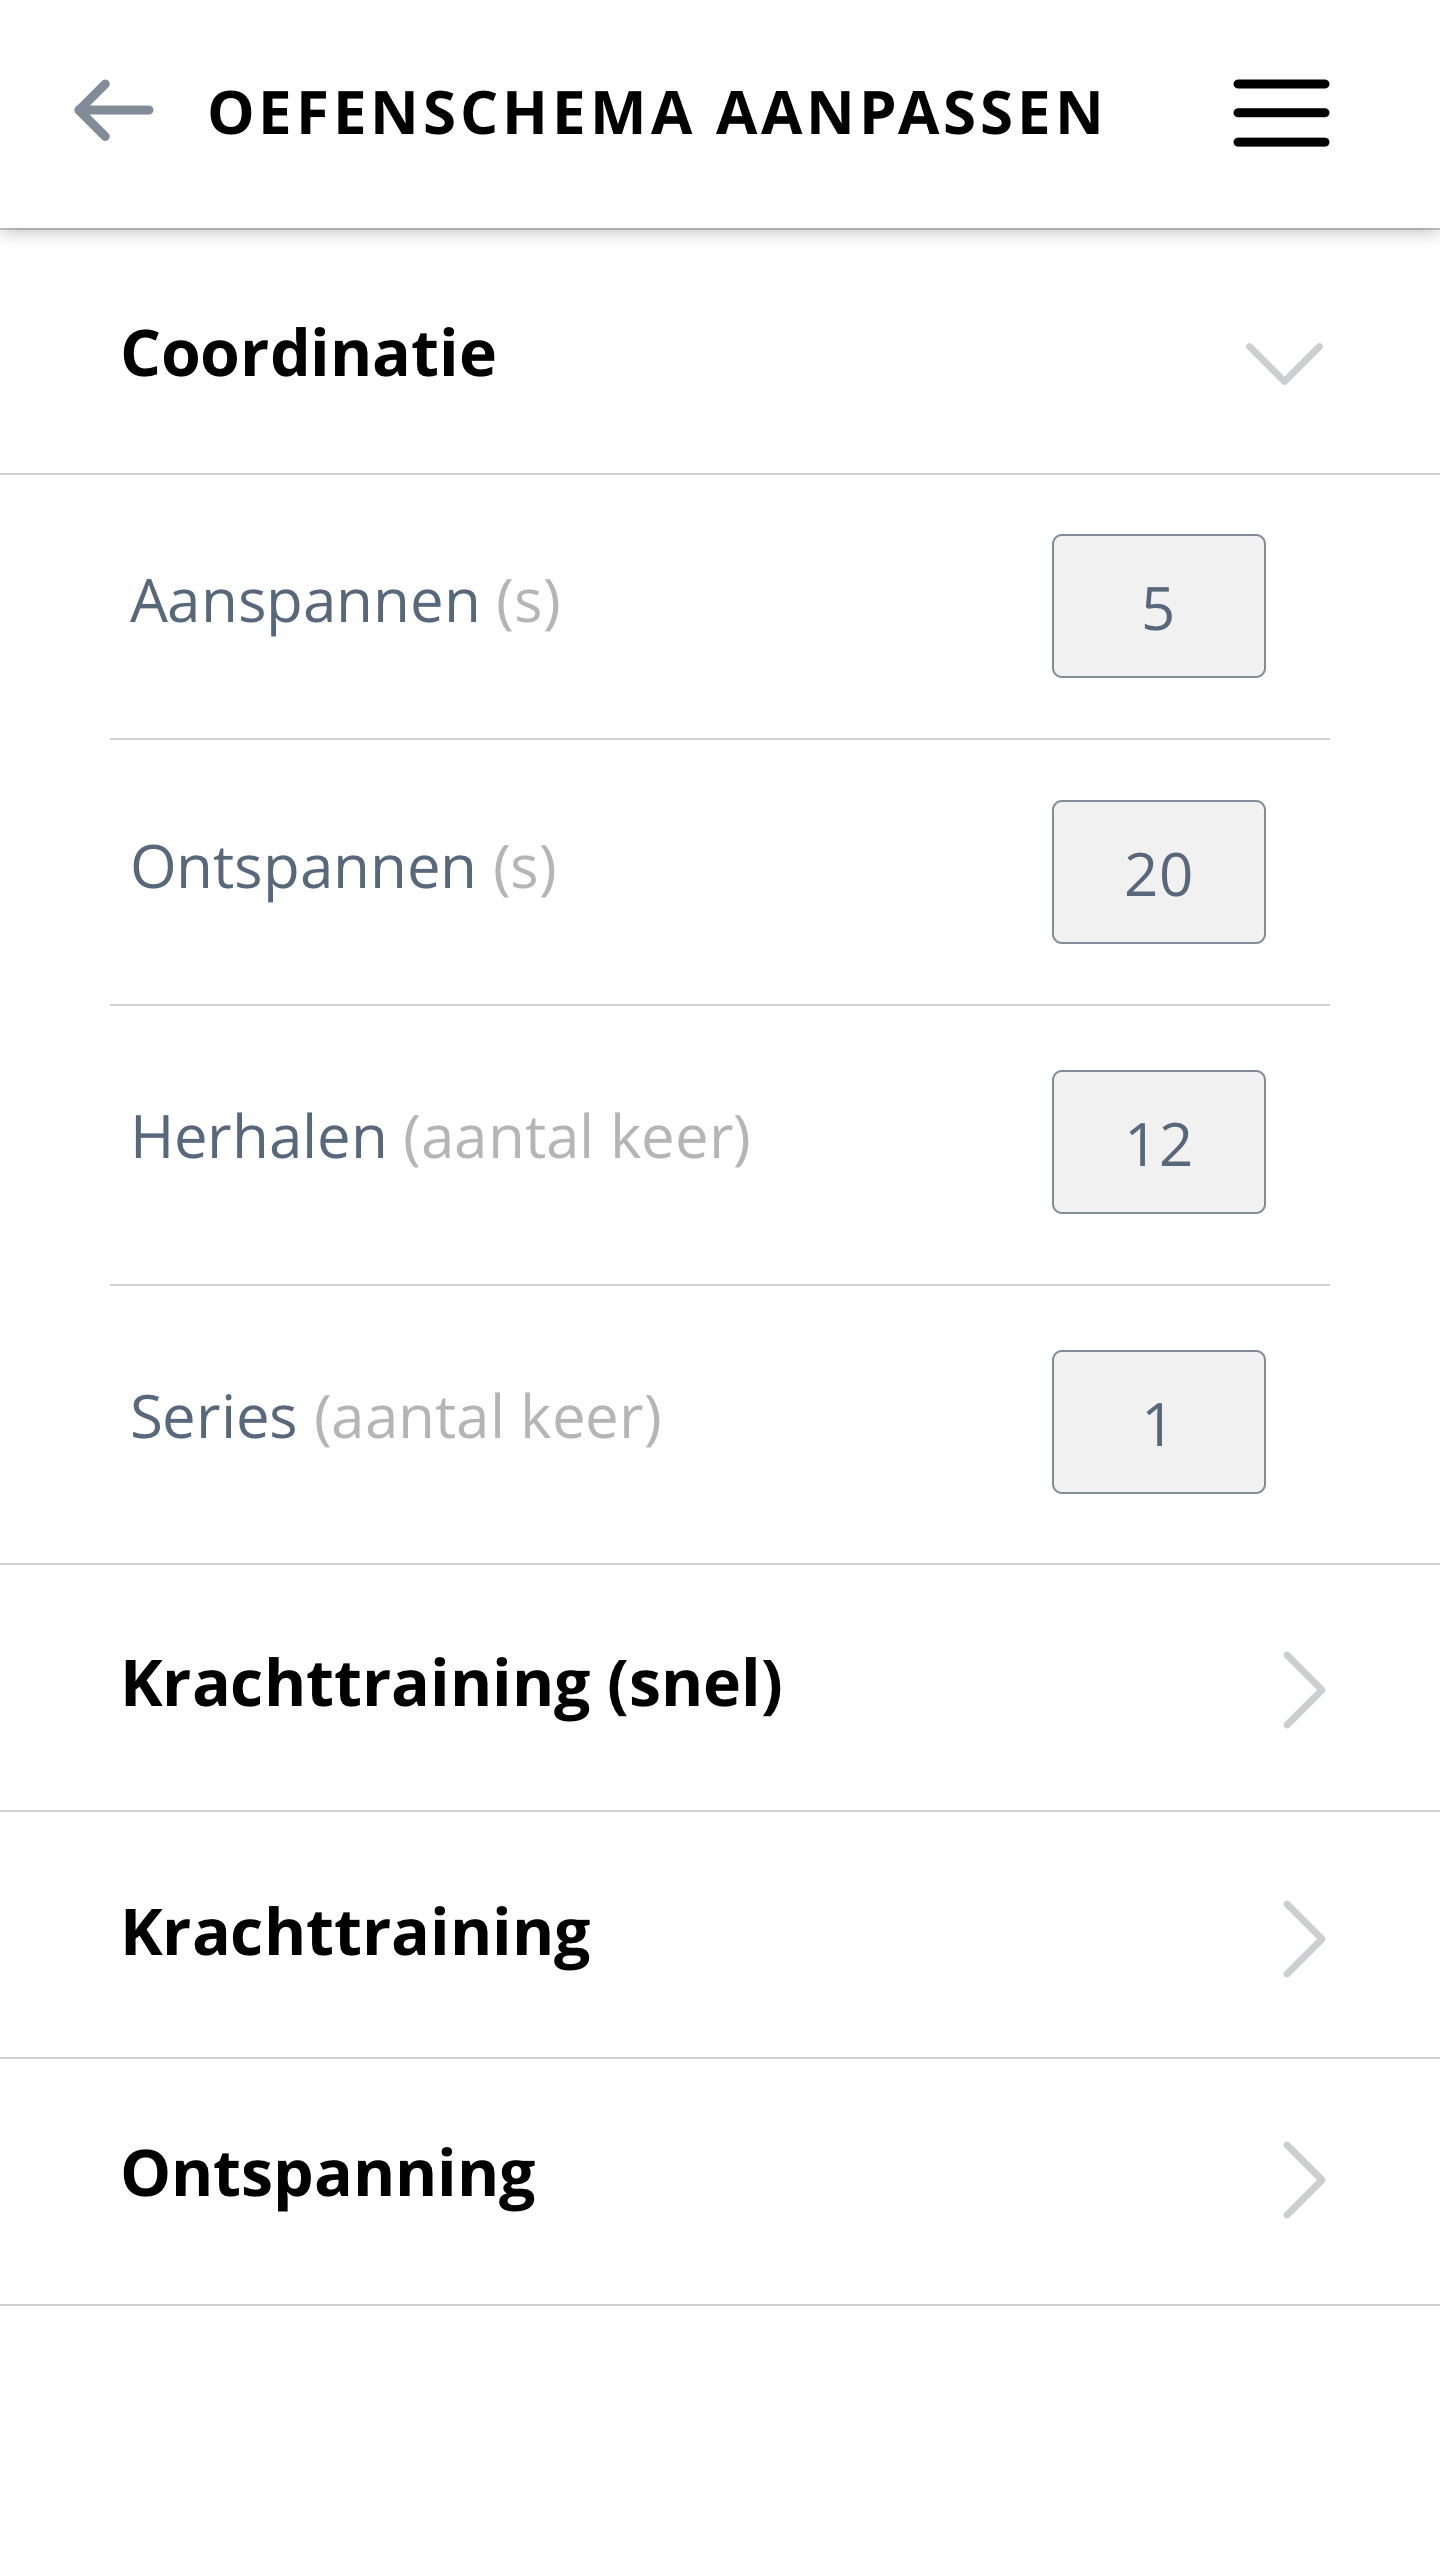 OEFENSCHEMA AANPASSEN
Coordinatie
Aanspannen (s) 5
Ontspannen (s) 20
Herhalen (aantal keer) 12
Series (aantal keer) 1
Krachttraining (snel)
Krachttraining
Ontspanning